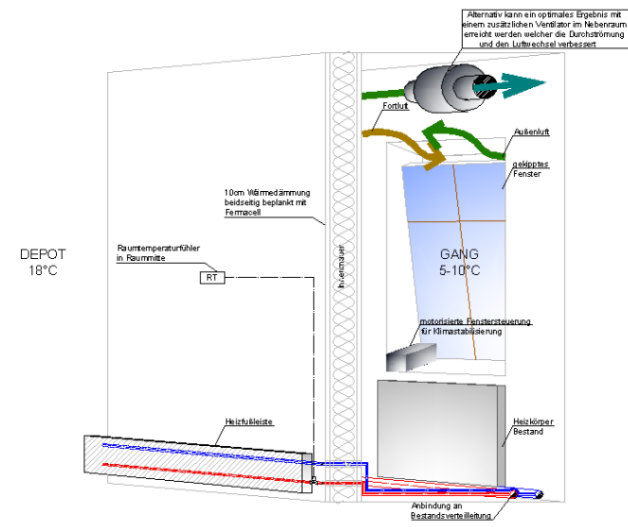 Alternativ kann ein optimales Ergebnis mit
einem zusätzlichen Ventilator im Nebenraum
erreicht werden welcher die Durchströmung
und den Luftwechsel verbessert
Fortluft
Außenluft
gekipptes
Fenster
10cm Wärmedämmung
beidseitig beplankt mit
Fermacell
DEPOT
18°C
Raumtemperaturfühler
in Raummitte
RT
GANG
5-10°C
motorisierte Fenstersteuerung
für Klimastabilisierung
Heizfußleiste
Heizkörper
Bestand
Anbindung an
Bestandsverteilleitung